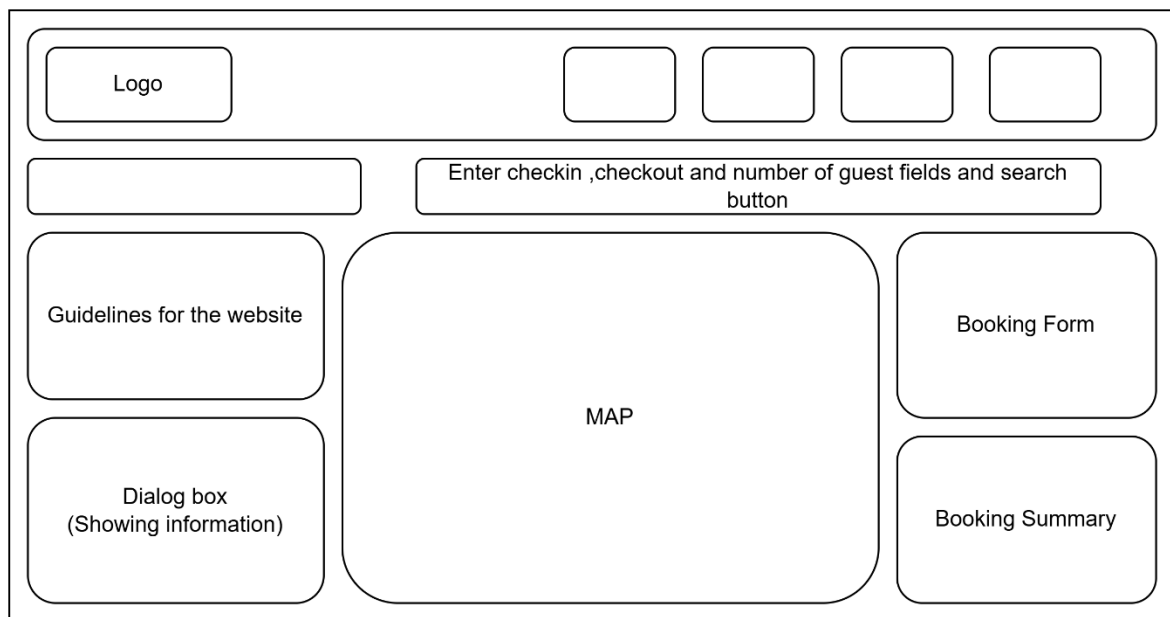 Logo
Enter checkin ,checkout and number of guest fields and search
button
Guidelines for the website
MAP
Booking Form
Dialog box
(Showing information)
Booking Summary